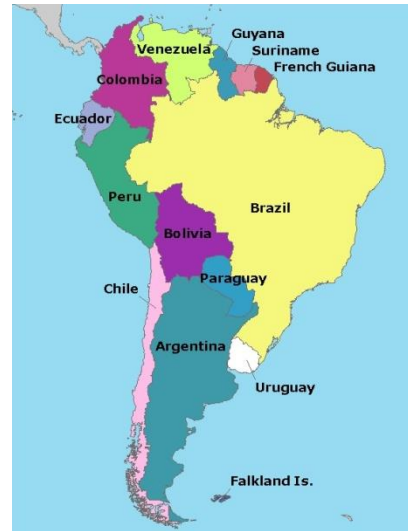 Guyana
Venezuela
Suriname
Colombia
French Guiana
Ecuador
Peru
Brazil
Bolivia
Paraguay
Chile
Argentina
Uruguay
Falkland Is.